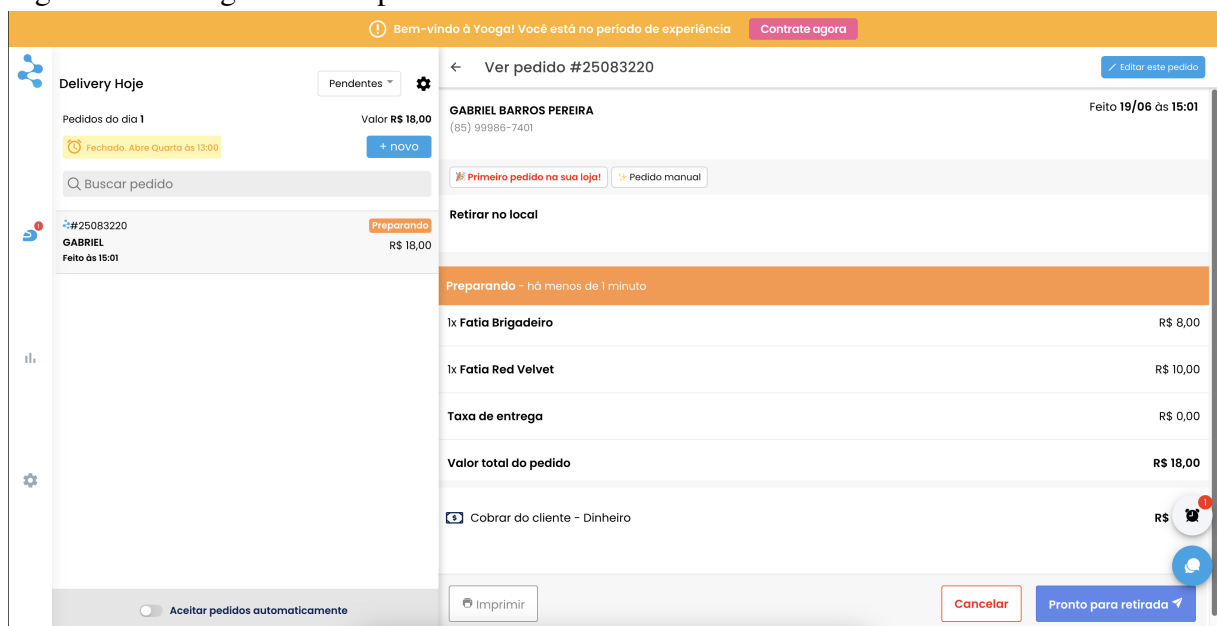 Bem-vindo à Yooga! Você está no período de experiência
Contrate agora
Delivery Hoje
Pendentes
Pedidos do dia 1
Valor R$ 18,00
Fechado. Abre Quarta às 13:00
+ novo
Buscar pedido
#25083220
Preparando
GABRIEL
R$ 18,00
Feito às 15:01
1
Aceitar pedidos automaticamente
← Ver pedido #25083220
Editar este pedido
GABRIEL BARROS PEREIRA
Feito 19/06 às 15:01
(85) 99986-7401
Primeiro pedido na sua loja!
Pedido manual
Retirar no local
Preparando - há menos de 1 minuto
1x Fatia Brigadeiro
R$ 8,00
1x Fatia Red Velvet
R$ 10,00
Taxa de entrega
R$ 0,00
Valor total do pedido
R$ 18,00
Cobrar do cliente - Dinheiro
R$
1
Imprimir
Cancelar
Pronto para retirada